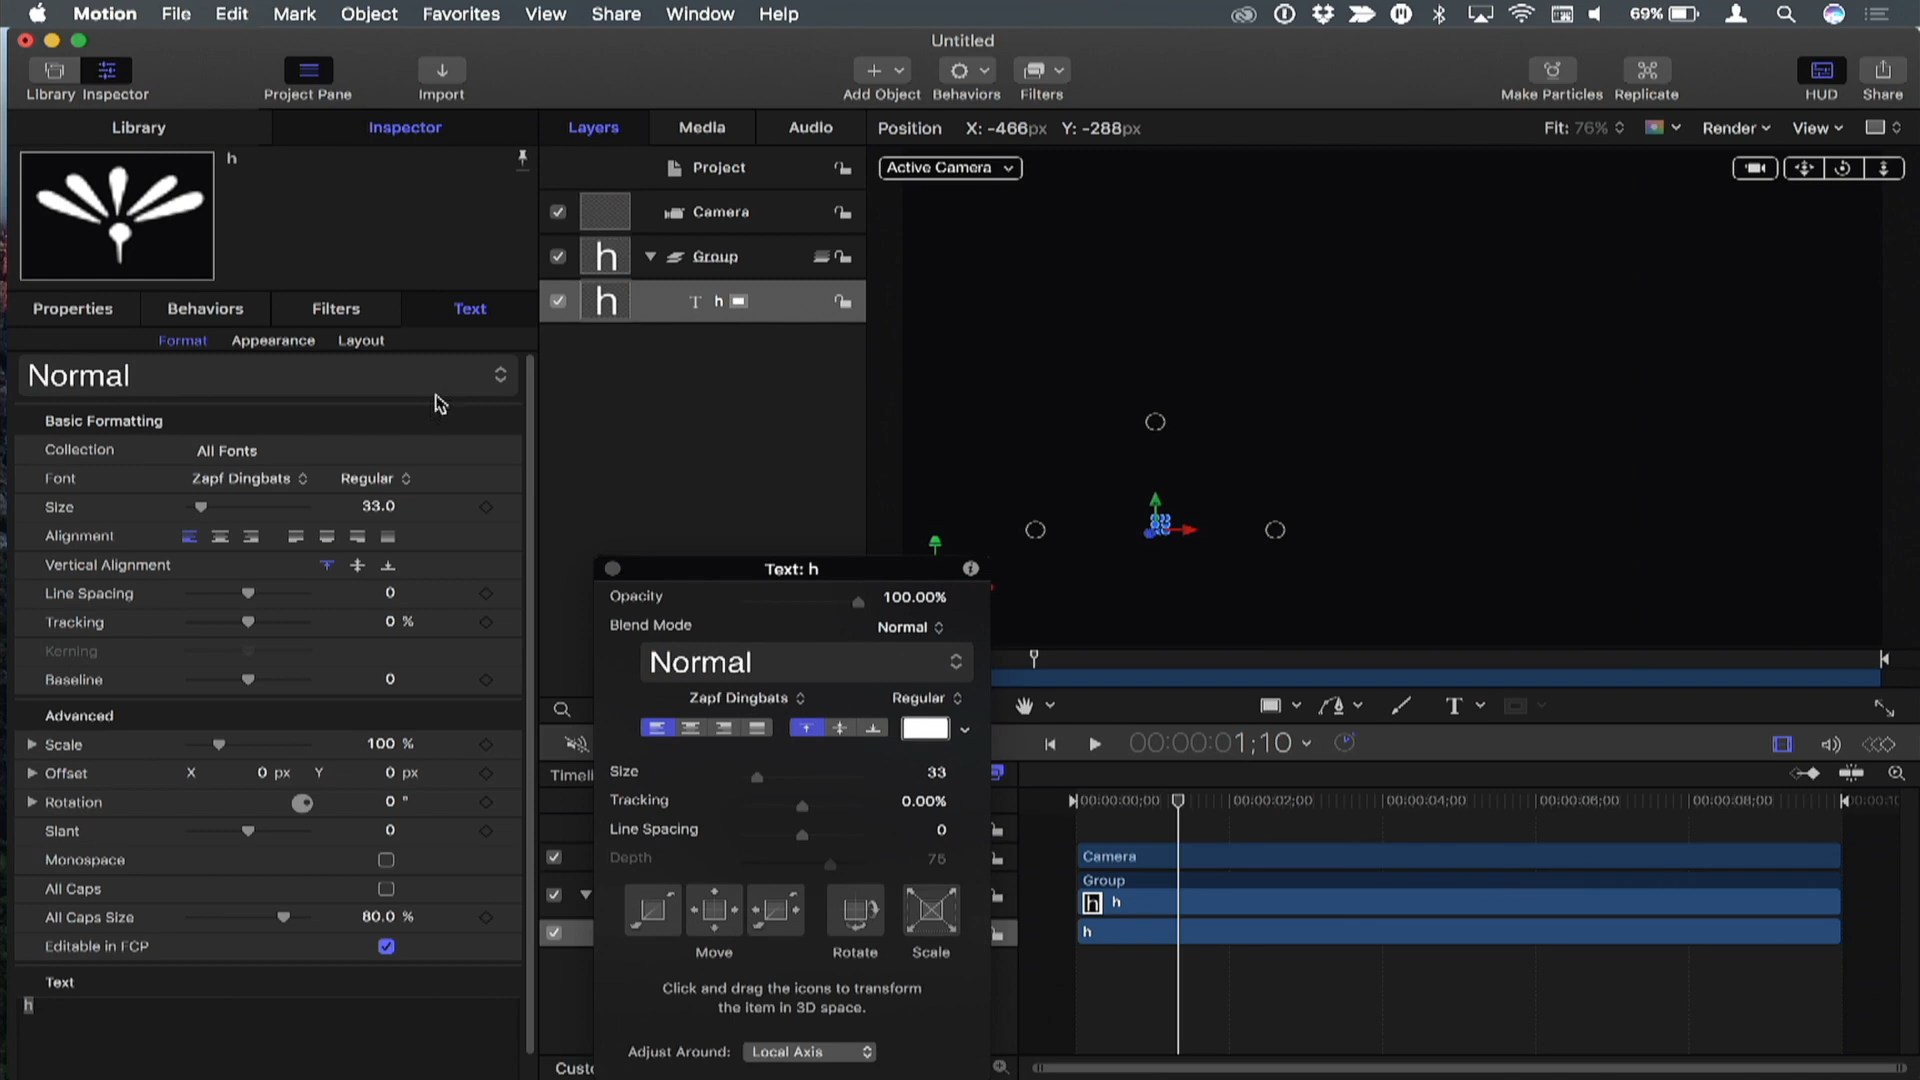 Motion File Edit Mark Object Favorites View Share Window Help 69%
Untitled
Library Inspector Project Pane Import Add Object Behaviors Filters Make Particles Replicate HUD Share
Library Inspector Layers Media Audio Position X: -466px Y: -288px Fit: 76% Render View
h
Project
Active Camera
Camera
h Group
h T h
Properties Behaviors Filters Text
Format Appearance Layout
Normal
Basic Formatting
Collection All Fonts
Font Zapf Dingbats Regular
Size 33.0
Alignment
Vertical Alignment
Line Spacing 0
Tracking 0 %
Kerning
Baseline 0
Advanced
Scale 100 %
Offset X 0 px Y 0 px
Rotation 0 °
Slant 0
Monospace
All Caps
All Caps Size 80.0 %
Editable in FCP
Text
h
Text: h
Opacity 100.00%
Blend Mode Normal
Normal
Zapf Dingbats Regular
Size 33
Tracking 0.00%
Line Spacing 0
Depth 75
Move Rotate Scale
Click and drag the icons to transform
the item in 3D space.
Adjust Around: Local Axis
T
00:00:01;10
Timeli
00:00:00;00 00:00:02;00 00:00:04;00 00:00:06;00 00:00:08;00 00:00:10
Camera
Group
h h
h
Custo